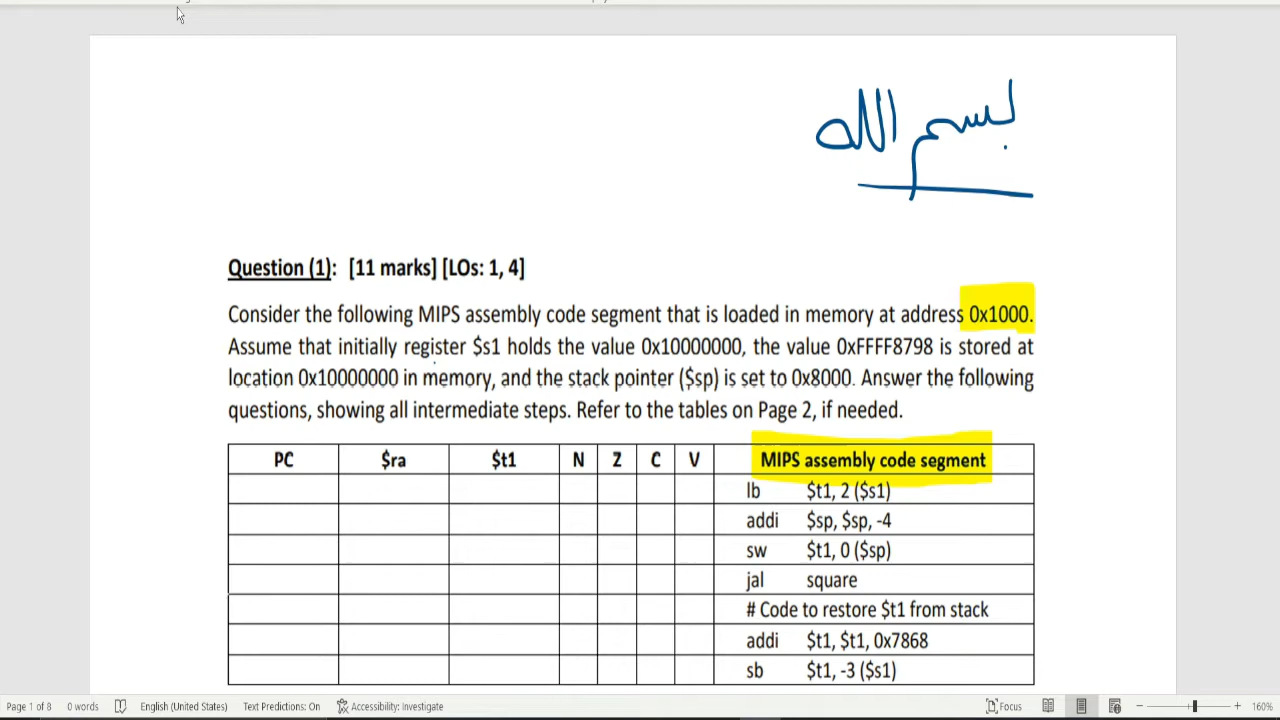 بسم الله
Question (1): [11 marks] [LOs: 1, 4]
Consider the following MIPS assembly code segment that is loaded in memory at address 0x1000.
Assume that initially register $s1 holds the value 0x10000000, the value 0xFFFF8798 is stored at
location 0x10000000 in memory, and the stack pointer ($sp) is set to 0x8000. Answer the following
questions, showing all intermediate steps. Refer to the tables on Page 2, if needed.
PC $ra $t1 N Z C V MIPS assembly code segment
lb $t1, 2 ($s1)
addi $sp, $sp, -4
sw $t1, 0 ($sp)
jal square
# Code to restore $t1 from stack
addi $t1, $t1, 0x7868
sb $t1, -3 ($s1)
Page 1 of 8 0 words English (United States) Text Predictions: On Accessibility: Investigate Focus 160%